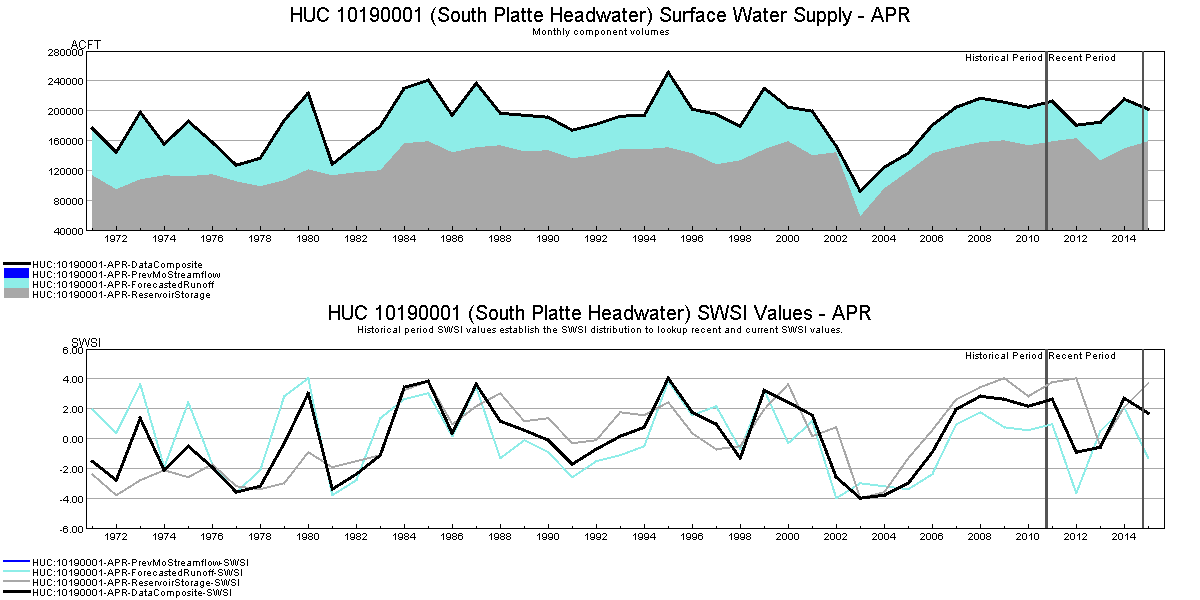 HUC 10190001 (South Platte Headwater) Surface Water Supply - APR
Monthly component volumes
ACFT
Historical Period Recent Period
280000
240000
200000
160000
120000
80000
40000
1972 1974 1976 1978 1980 1982 1984 1986 1988 1990 1992 1994 1996 1998 2000 2002 2004 2006 2008 2010 2012 2014
HUC:10190001-APR-DataComposite
HUC:10190001-APR-PrevMoStreamflow
HUC:10190001-APR-ForecastedRunoff
HUC:10190001-APR-ReservoirStorage
HUC 10190001 (South Platte Headwater) SWSI Values - APR
Historical period SWSI values establish the SWSI distribution to lookup recent and current SWSI values.
SWSI
Historical Period Recent Period
6.00
4.00
2.00
0.00
-2.00
-4.00
-6.00
1972 1974 1976 1978 1980 1982 1984 1986 1988 1990 1992 1994 1996 1998 2000 2002 2004 2006 2008 2010 2012 2014
HUC:10190001-APR-PrevMoStreamflow-SWSI
HUC:10190001-APR-ForecastedRunoff-SWSI
HUC:10190001-APR-ReservoirStorage-SWSI
HUC:10190001-APR-DataComposite-SWSI